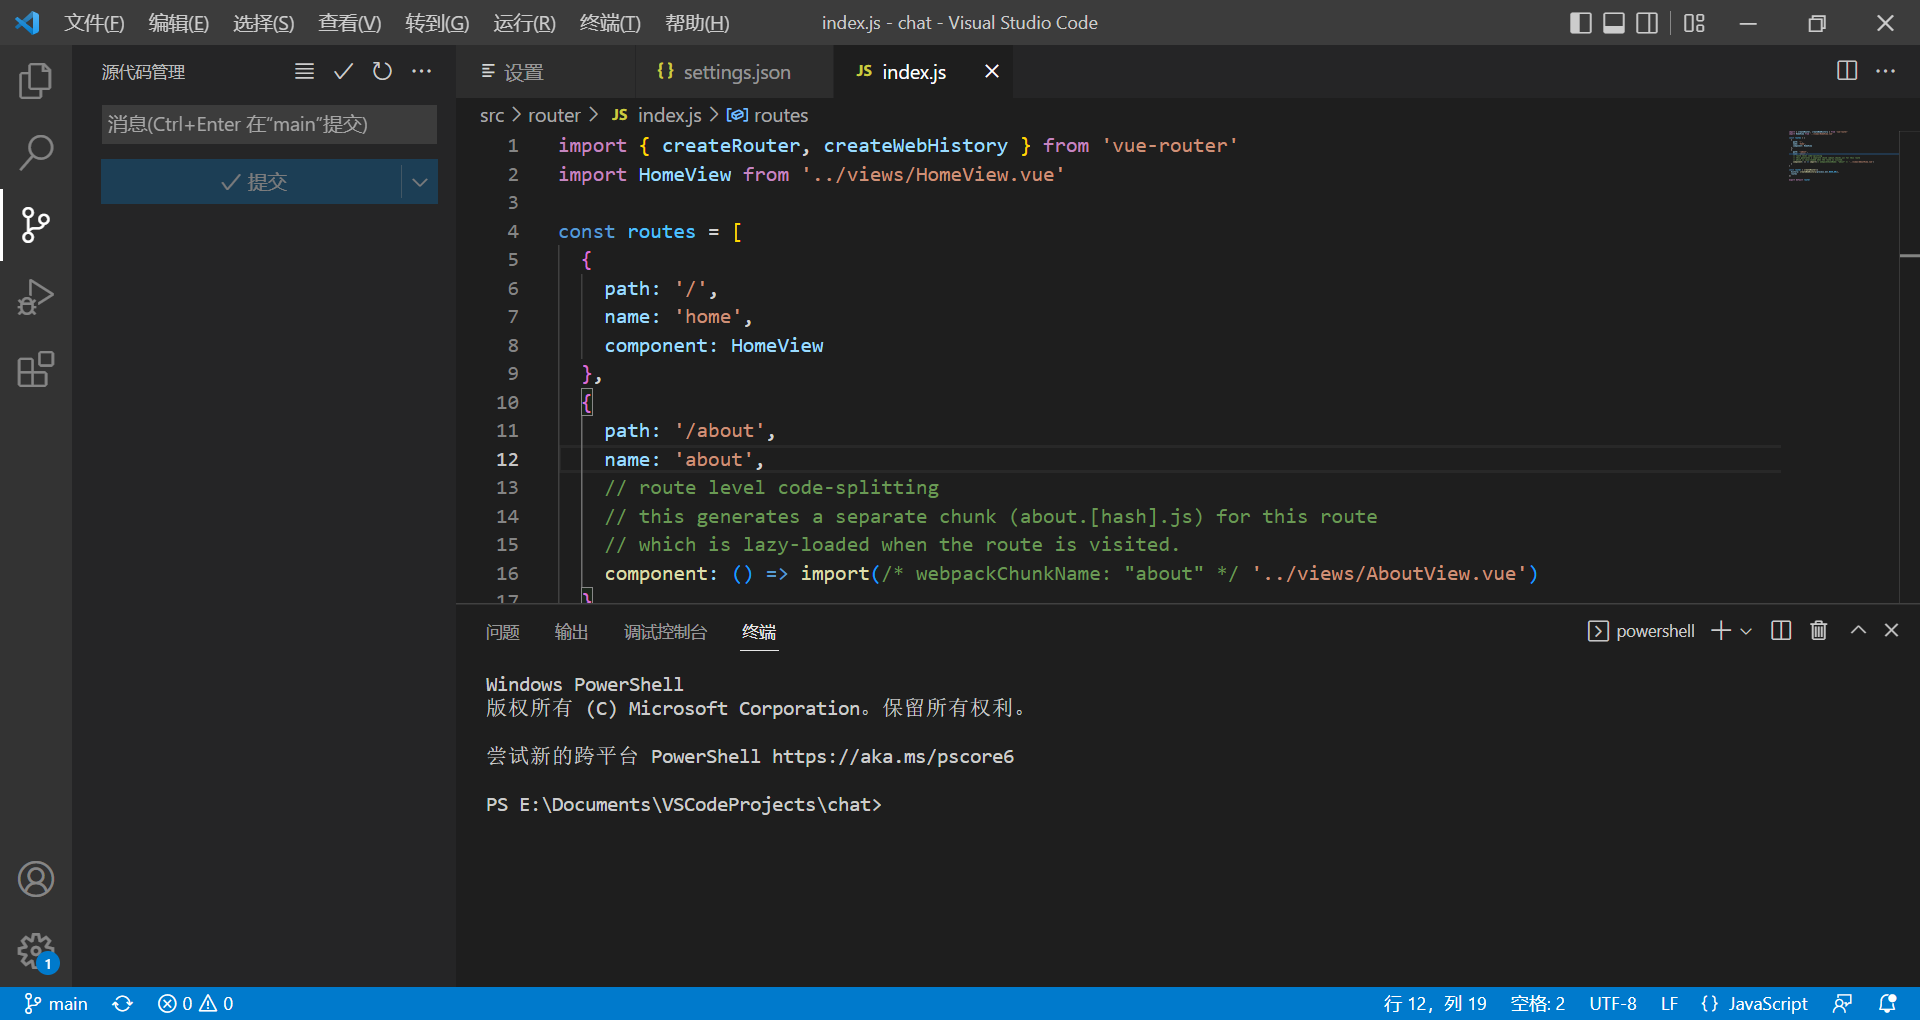 文件(F) 编辑(E) 选择(S) 查看(V) 转到(G) 运行(R) 终端(T) 帮助(H)
index.js - chat - Visual Studio Code
源代码管理
消息(Ctrl+Enter 在“main”提交)
提交
设置
settings.json
JS index.js
src > router > JS index.js > routes
1 import { createRouter, createWebHistory } from 'vue-router'
2 import HomeView from '../views/HomeView.vue'
3
4 const routes = [
5 {
6 path: '/',
7 name: 'home',
8 component: HomeView
9 },
10 {
11 path: '/about',
12 name: 'about',
13 // route level code-splitting
14 // this generates a separate chunk (about.[hash].js) for this route
15 // which is lazy-loaded when the route is visited.
16 component: () => import(/* webpackChunkName: "about" */ '../views/AboutView.vue')
17 }
问题 输出 调试控制台 终端
powershell
Windows PowerShell
版权所有 (C) Microsoft Corporation。保留所有权利。
尝试新的跨平台 PowerShell https://aka.ms/pscore6
PS E:\Documents\VSCodeProjects\chat>
1
main
0 0
行 12，列 19
空格: 2
UTF-8
LF
{} JavaScript